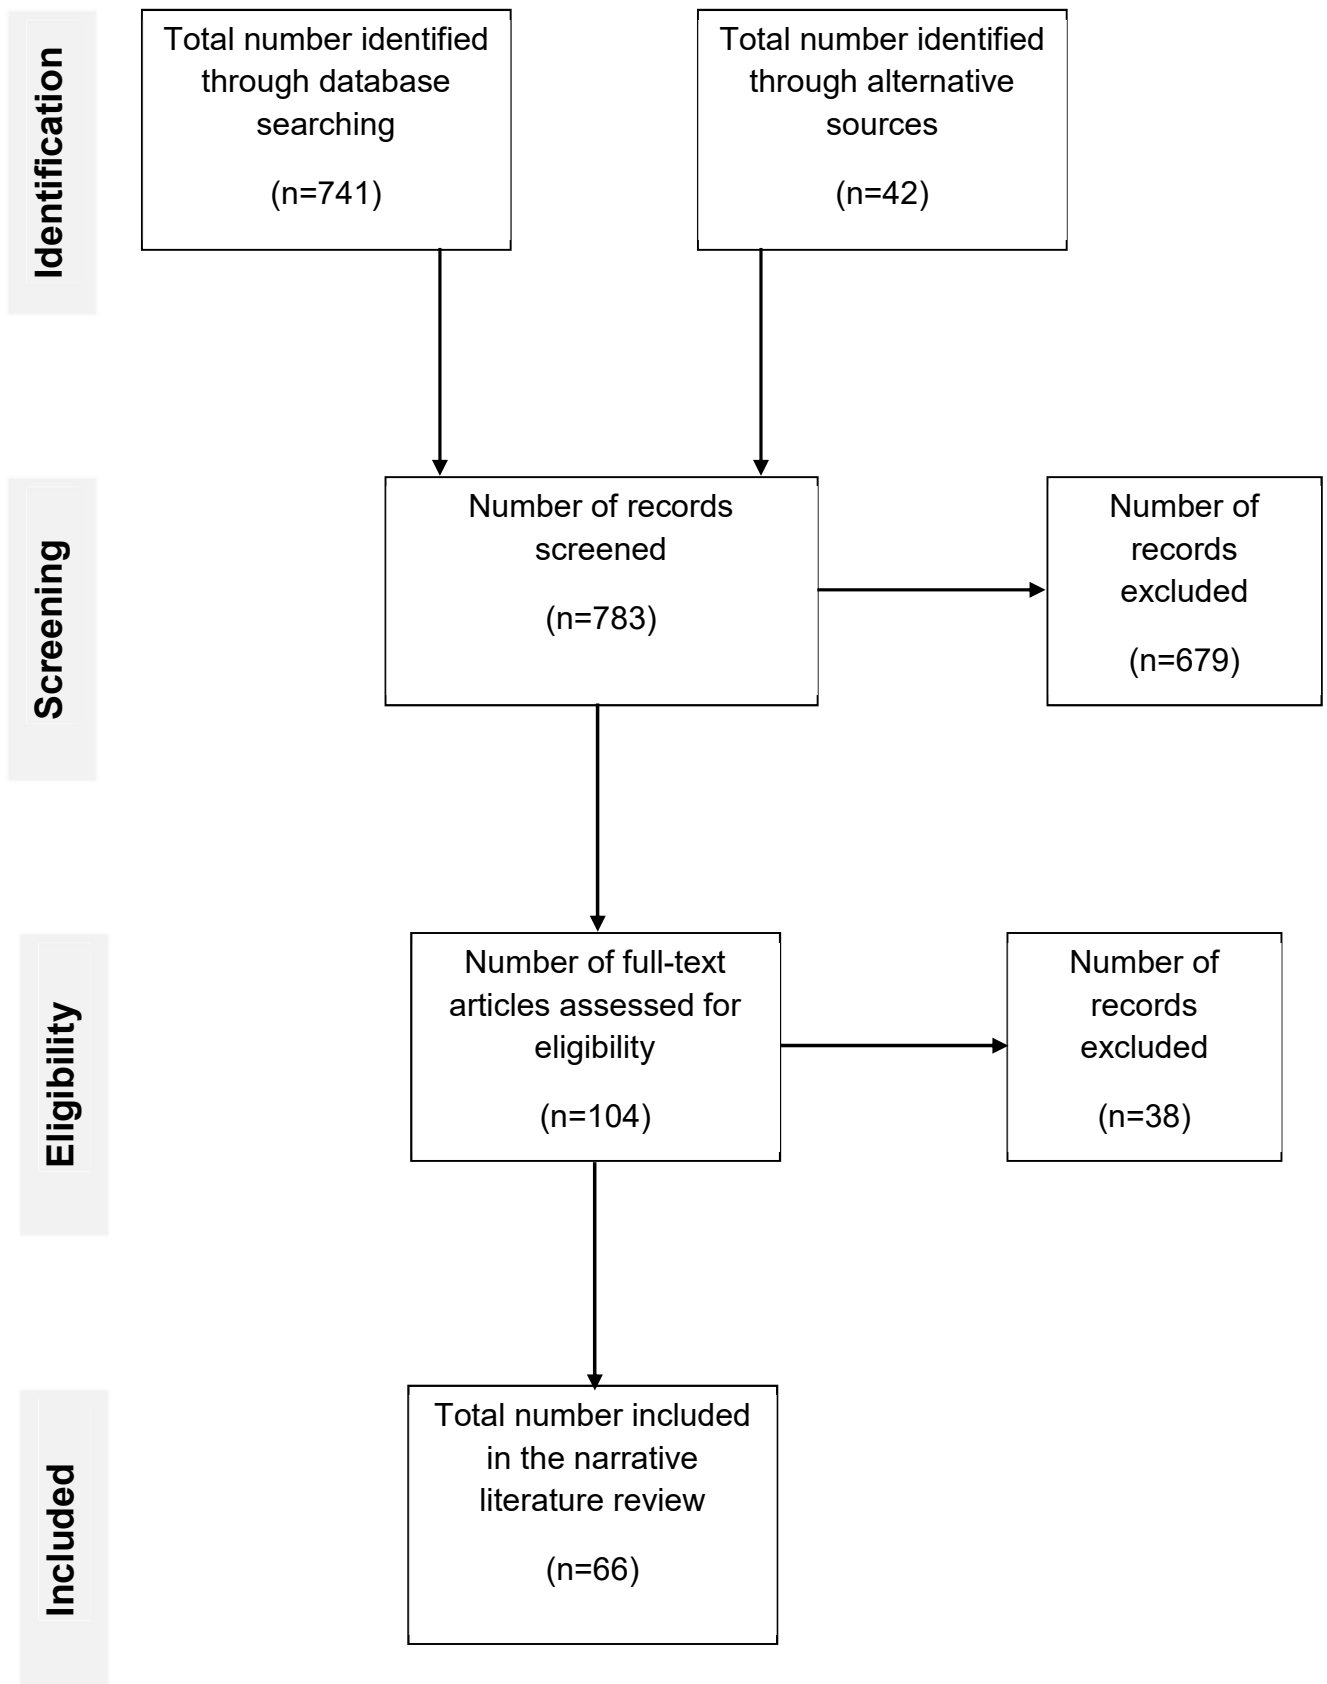 Identification
Total number identified
through database
searching
(n=741)
Total number identified
through alternative
sources
(n=42)
Screening
Number of records
screened
(n=783)
Number of
records
excluded
(n=679)
Eligibility
Number of full-text
articles assessed for
eligibility
(n=104)
Number of
records
excluded
(n=38)
Included
Total number included
in the narrative
literature review
(n=66)